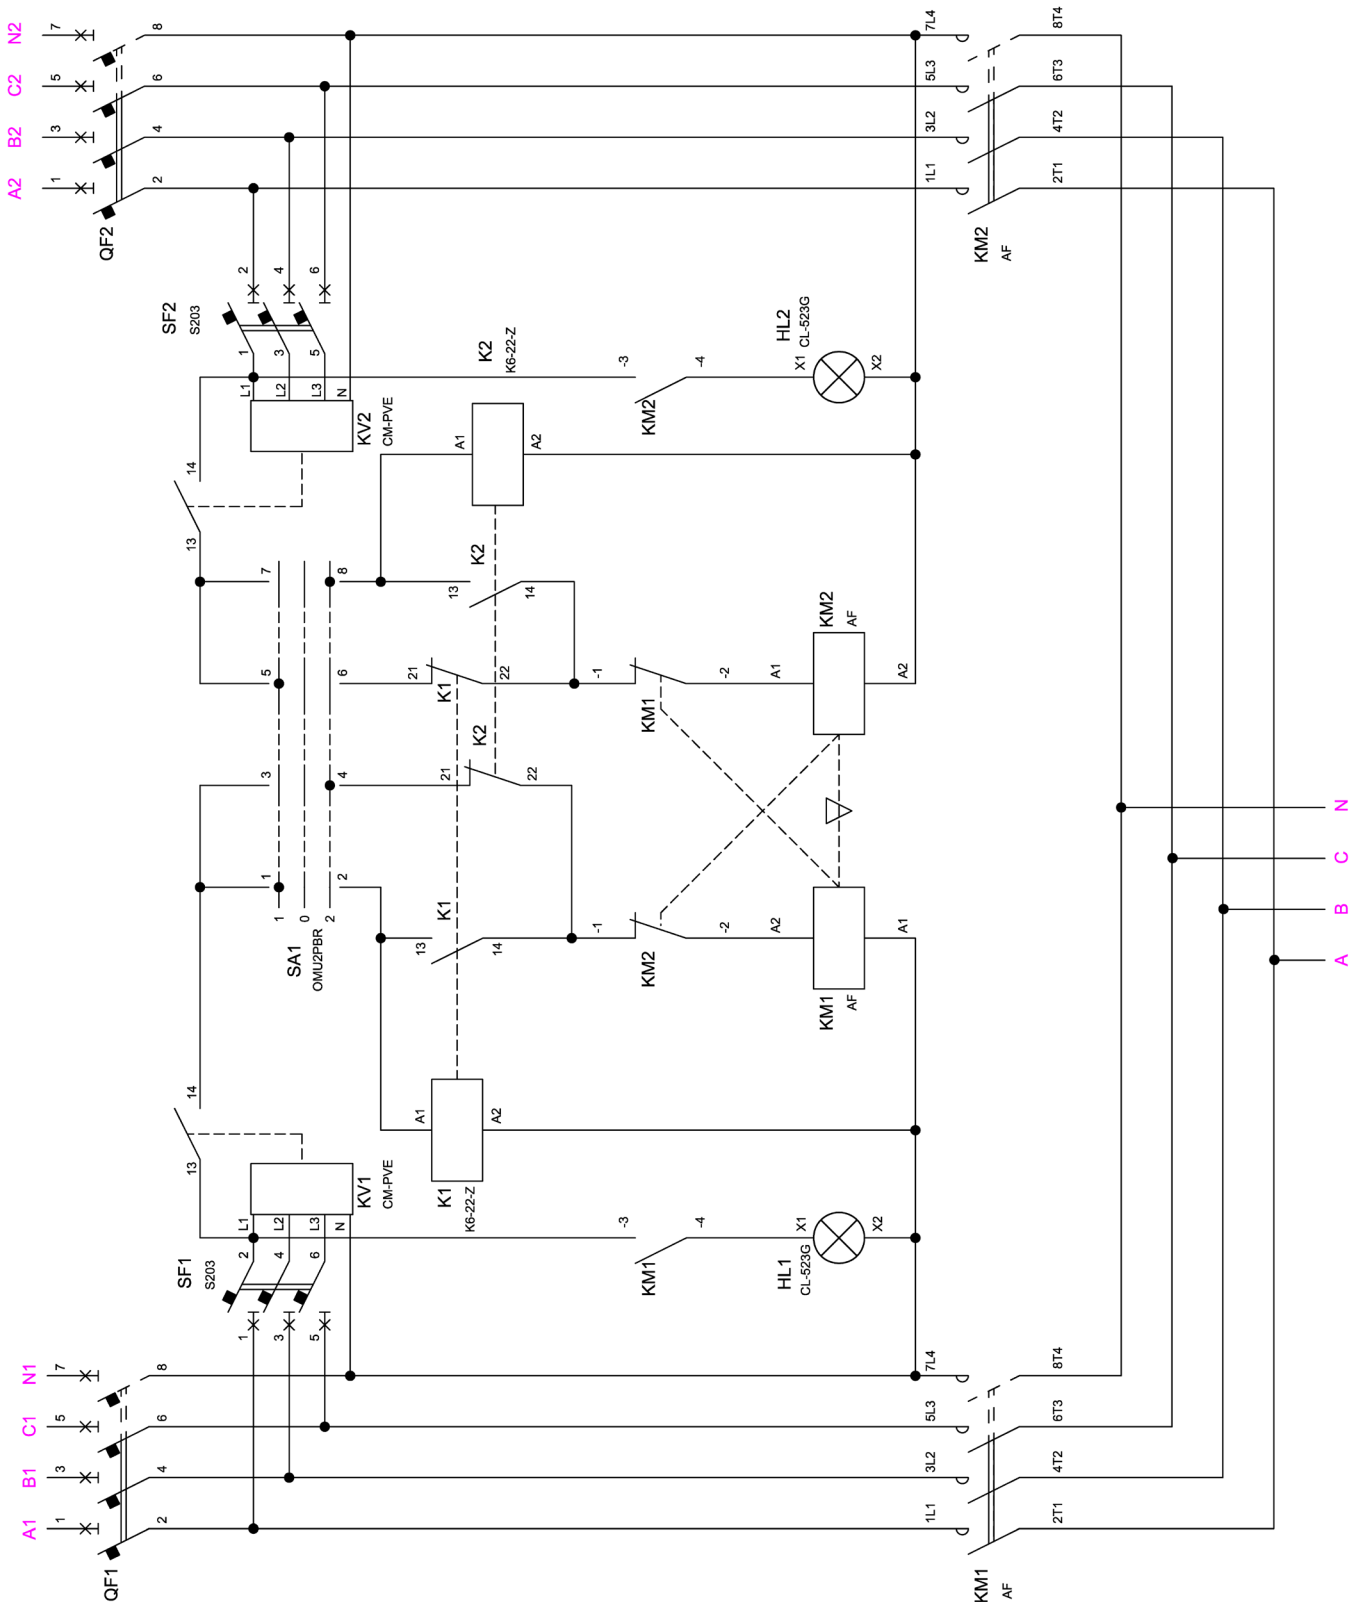 A1 B1 C1 N1 A2 B2 C2 N2
1 3 5 7 1 3 5 7
QF1 QF2
2 4 6 8 2 4 6 8
SF1 SF2
S203 S203
13 14 13 14
1 3 5 2 4 6 1 3 5 2 4 6
L1 L2 L3 N L1 L2 L3 N
1 3 5 7
1
0
2
SA1
OMU2PBR
2 4 6 8
KV1 KV2
CM-PVE CM-PVE
A1 A1
K1
K6-22-Z
A2
K2
K6-22-Z
A2
13 K1 14
21 K2 22
21 K1 22
13 K2 14
-3 -1 -1 -3
KM1 KM2 KM1 KM2
-4 -2 -2 -4
X1 A2 A1 X1
HL1
CL-523G
KM1
AF
KM2
AF
HL2
CL-523G
X2 A1 A2 X2
1L1 3L2 5L3 7L4 1L1 3L2 5L3 7L4
KM1
AF
KM2
AF
2T1 4T2 6T3 8T4 2T1 4T2 6T3 8T4
A B C N